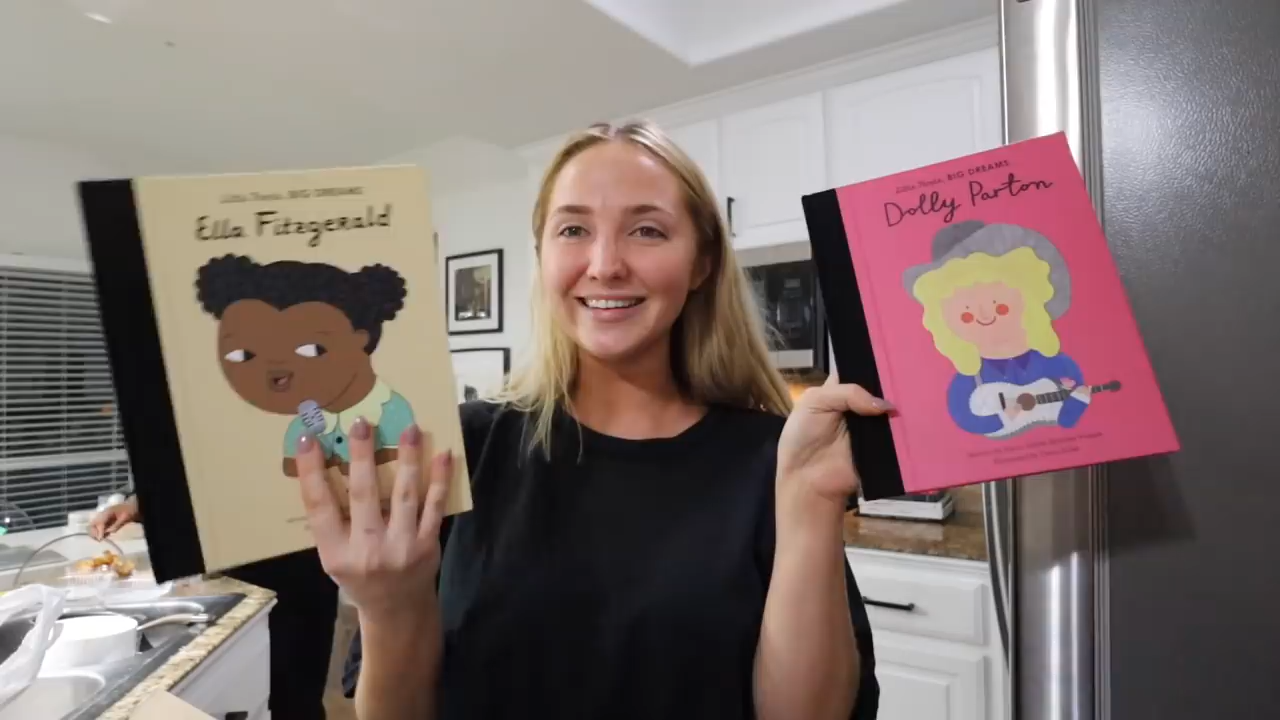 Little People, BIG DREAMS
Ella Fitzgerald
Little People, BIG DREAMS
Dolly Parton